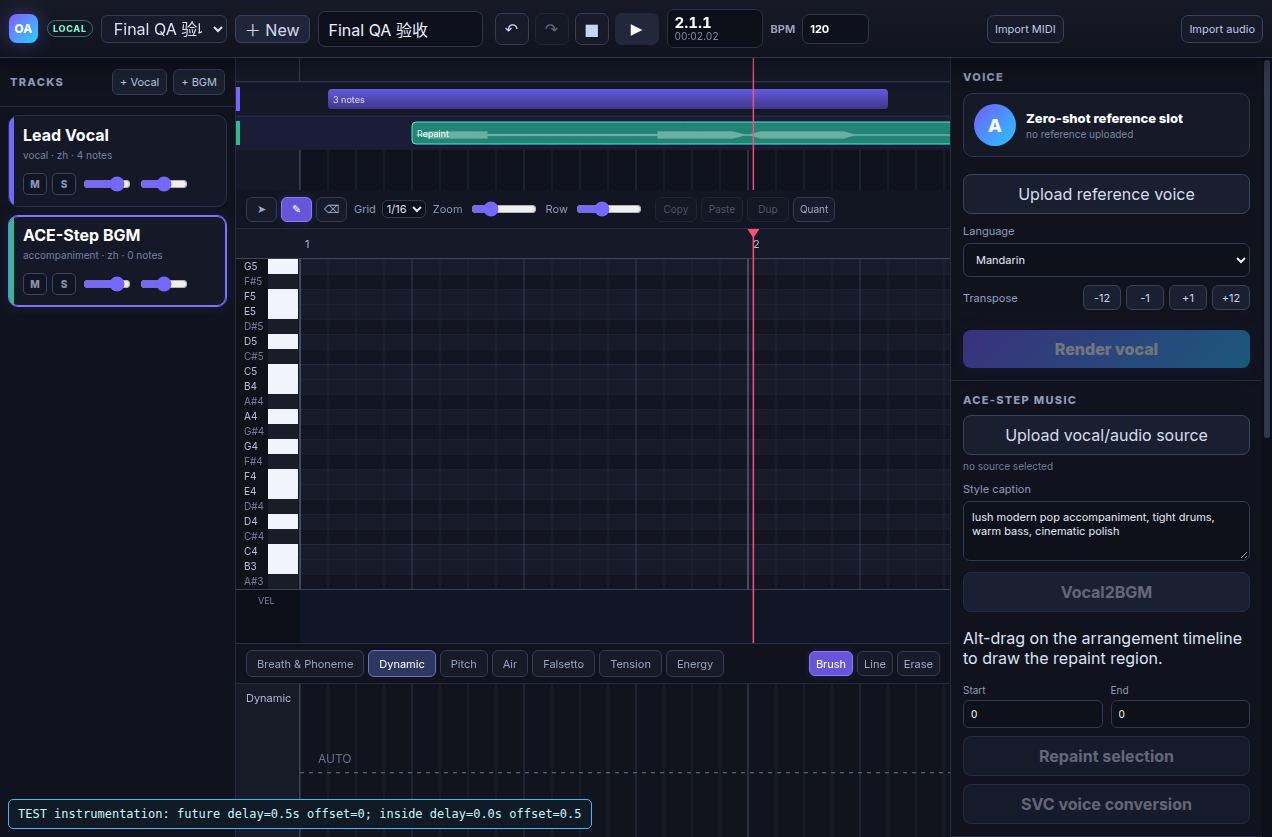 OA LOCAL Final QA 验收 + New Final QA 验收 2.1.1 BPM 120 Import MIDI Import audio
00:02.02
TRACKS + Vocal + BGM
Lead Vocal
vocal · zh · 4 notes
M S
ACE-Step BGM
accompaniment · zh · 0 notes
M S
3 notes
Repaint
Grid 1/16 Zoom Row Copy Paste Dup Quant
1 2
G5
F#5
F5
E5
D#5
D5
C#5
C5
B4
A#4
A4
G#4
G4
F#4
F4
E4
D#4
D4
C#4
C4
B3
A#3
VEL
Breath & Phoneme Dynamic Pitch Air Falsetto Tension Energy Brush Line Erase
Dynamic
AUTO
TEST instrumentation: future delay=0.5s offset=0; inside delay=0.0s offset=0.5
VOICE
A
Zero-shot reference slot
no reference uploaded
Upload reference voice
Language
Mandarin
Transpose -12 -1 +1 +12
Render vocal
ACE-STEP MUSIC
Upload vocal/audio source
no source selected
Style caption
lush modern pop accompaniment, tight drums,
warm bass, cinematic polish
Vocal2BGM
Alt-drag on the arrangement timeline
to draw the repaint region.
Start End
0 0
Repaint selection
SVC voice conversion